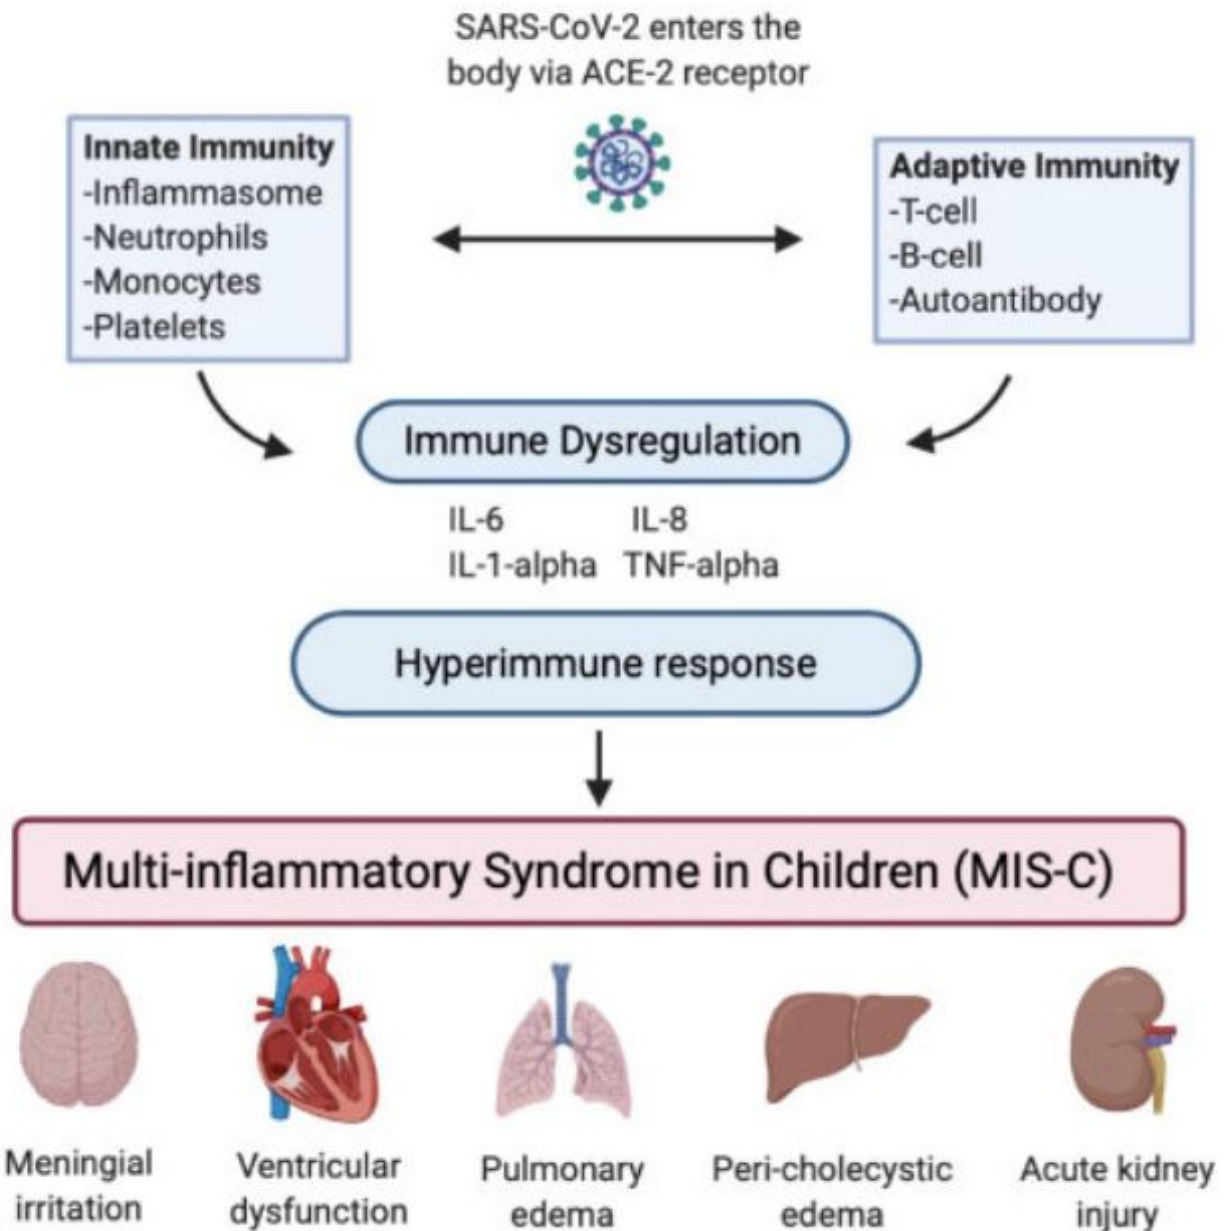 SARS-CoV-2 enters the
body via ACE-2 receptor
Innate Immunity
-Inflammasome
-Neutrophils
-Monocytes
-Platelets
Adaptive Immunity
-T-cell
-B-cell
-Autoantibody
Immune Dysregulation
IL-6 IL-8
IL-1-alpha TNF-alpha
Hyperimmune response
Multi-inflammatory Syndrome in Children (MIS-C)
Meningial
irritation
Ventricular
dysfunction
Pulmonary
edema
Peri-cholecystic
edema
Acute kidney
injury